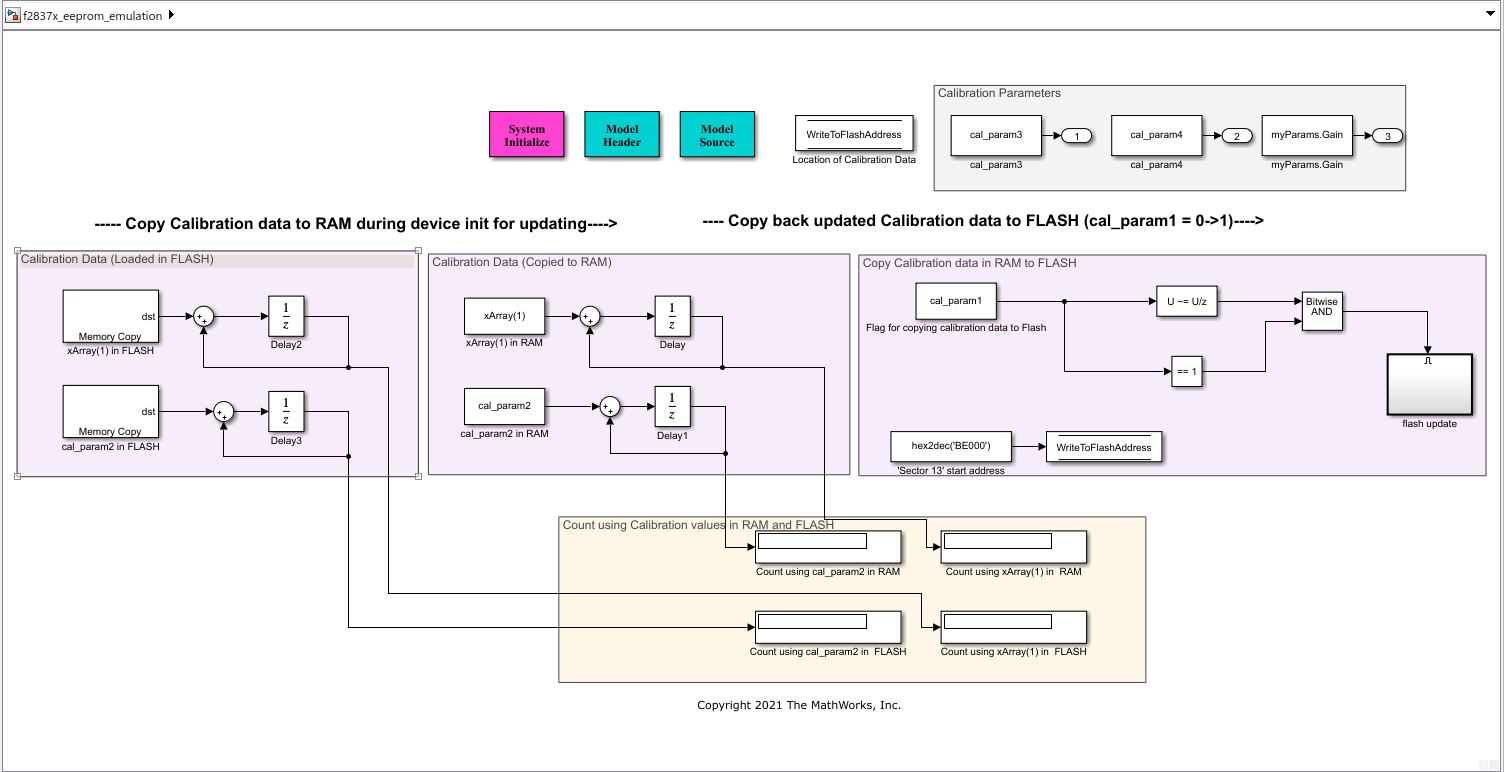 f2837x_eeprom_emulation
Calibration Parameters
System
Initialize
Model
Header
Model
Source
WriteToFlashAddress
Location of Calibration Data
cal_param3
1
cal_param3
cal_param4
2
cal_param4
myParams.Gain
3
myParams.Gain
----- Copy Calibration data to RAM during device init for updating---->
---- Copy back updated Calibration data to FLASH (cal_param1 = 0->1)---->
Calibration Data (Loaded in FLASH)
dst
Memory Copy
xArray(1) in FLASH
++
1
z
Delay2
dst
Memory Copy
cal_param2 in FLASH
++
1
z
Delay3
Calibration Data (Copied to RAM)
xArray(1)
xArray(1) in RAM
++
1
z
Delay
cal_param2
cal_param2 in RAM
++
1
z
Delay1
Copy Calibration data in RAM to FLASH
cal_param1
Flag for copying calibration data to Flash
U ~= U/z
== 1
Bitwise
AND
flash update
hex2dec('BE000')
'Sector 13' start address
WriteToFlashAddress
Count using Calibration values in RAM and FLASH
Count using cal_param2 in RAM
Count using xArray(1) in RAM
Count using cal_param2 in FLASH
Count using xArray(1) in FLASH
Copyright 2021 The MathWorks, Inc.